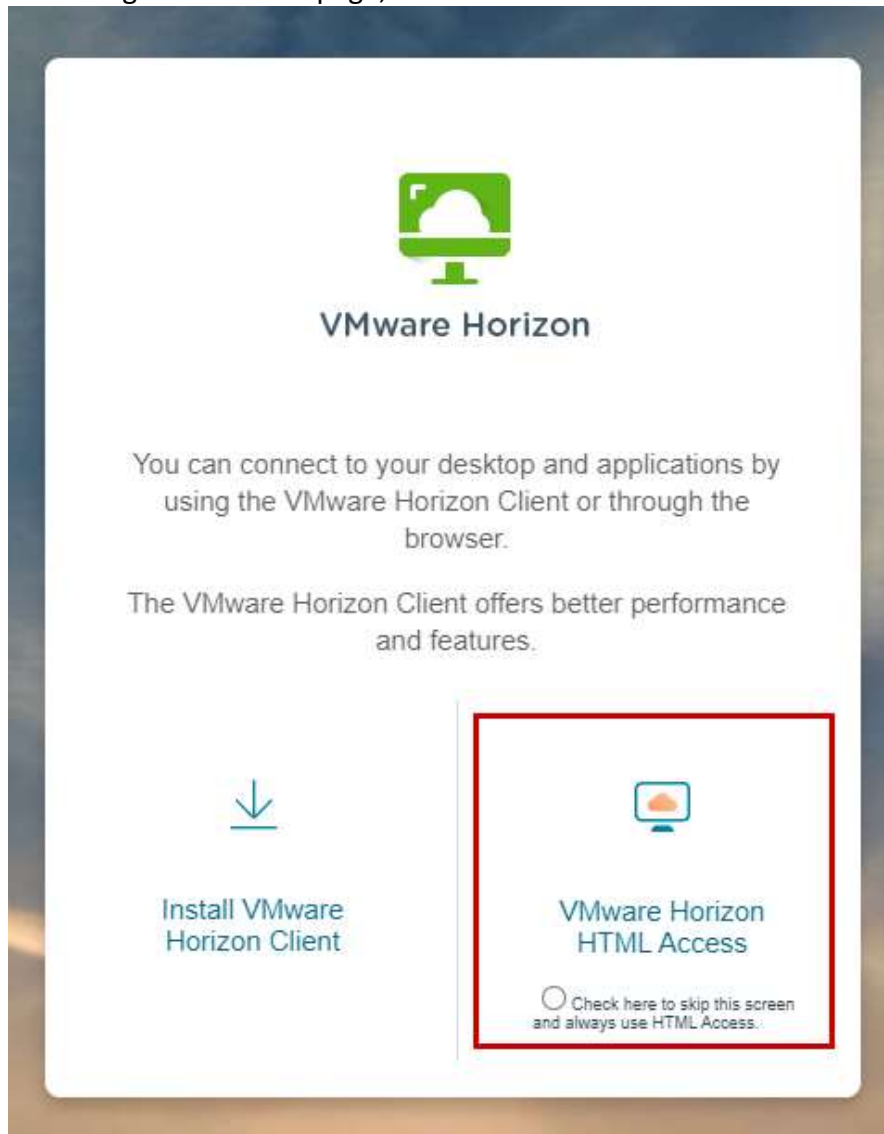 VMware Horizon
You can connect to your desktop and applications by
using the VMware Horizon Client or through the
browser.
The VMware Horizon Client offers better performance
and features.
Install VMware
Horizon Client
VMware Horizon
HTML Access
Check here to skip this screen
and always use HTML Access.